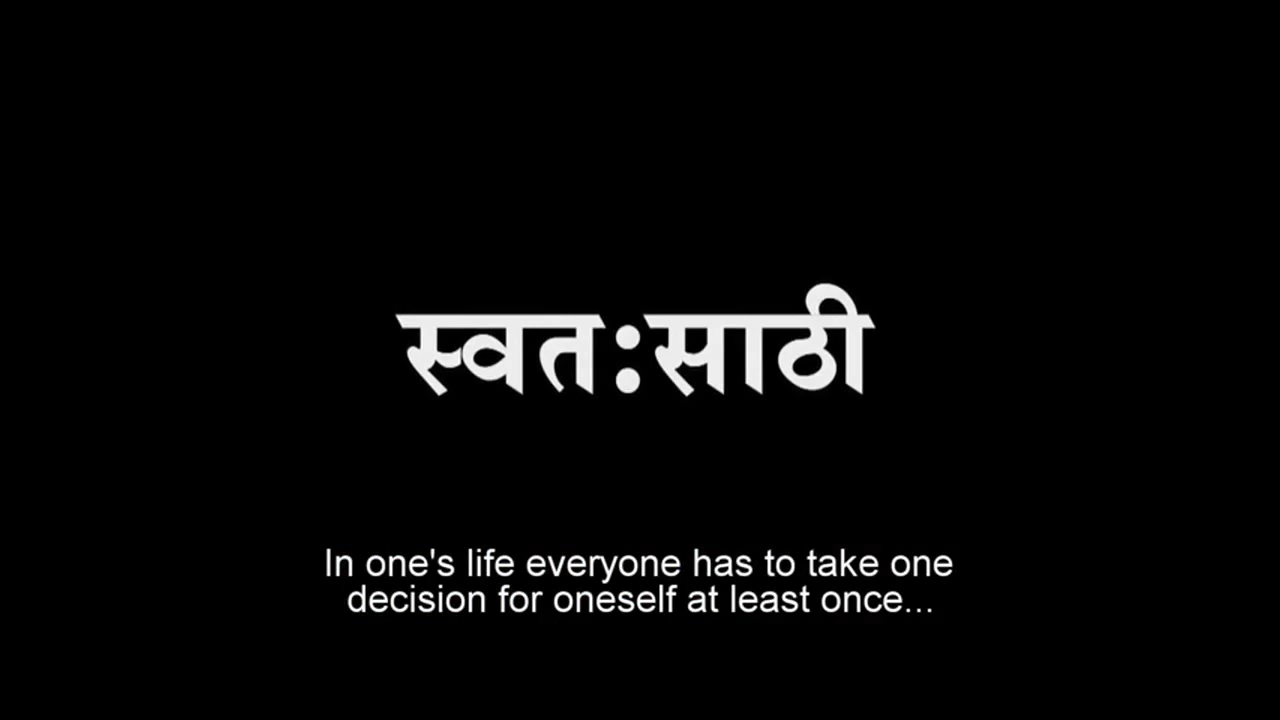 स्वत:साठी
In one's life everyone has to take one
decision for oneself at least once...